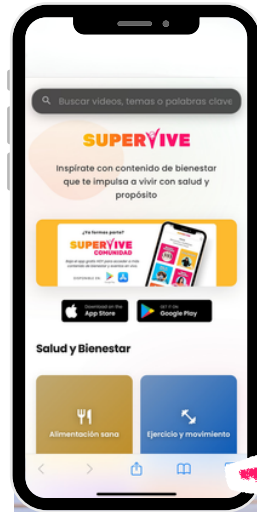 Buscar videos, temas o palabras clave
SUPERVIVE
Inspírate con contenido de bienestar
que te impulsa a vivir con salud y
propósito
¿Ya formas parte?
SUPERVIVE
COMUNIDAD
Download on the
App Store
GET IT ON
Google Play
Salud y Bienestar
Alimentación sana
Ejercicio y movimiento